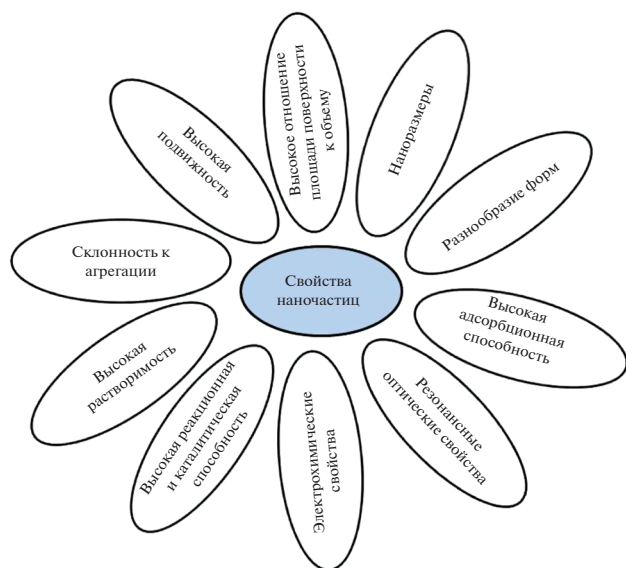 Свойства
наночастиц
Высокое отношение
площади поверхности
к объему
Наноразмеры
Разнообразие форм
Высокая
адсорбционная
способность
Резонансные
оптические свойства
Электрохимические
свойства
Высокая реакционная
и каталитическая
способность
Высокая
растворимость
Склонность к
агрегации
Высокая
подвижность